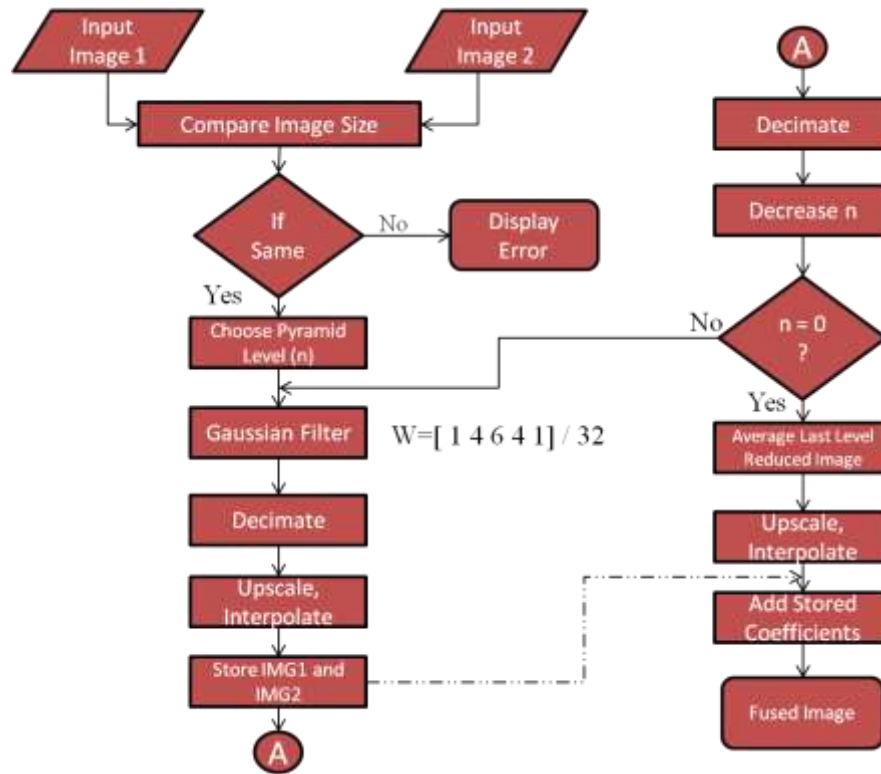 Input
Image 1
Input
Image 2
Compare Image Size
If
Same
No
Display
Error
Yes
Choose Pyramid
Level (n)
Gaussian Filter
W=[ 1 4 6 4 1] / 32
Decimate
Upscale,
Interpolate
Store IMG1 and
IMG2
A
A
Decimate
Decrease n
n = 0
?
No
Yes
Average Last Level
Reduced Image
Upscale,
Interpolate
Add Stored
Coefficients
Fused Image